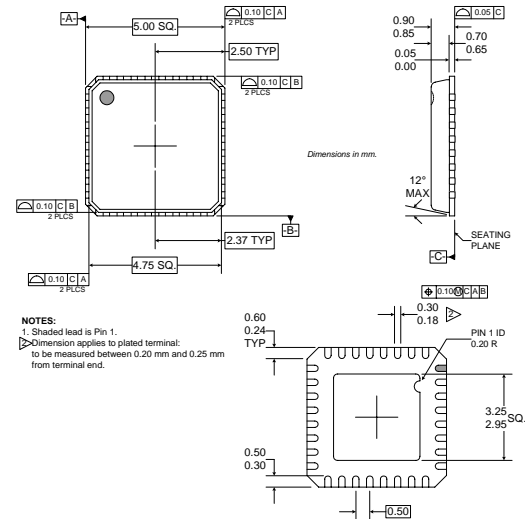 -A-
5.00 SQ.
⌓ 0.10 C A
2 PLCS
2.50 TYP
⌓ 0.10 C B
2 PLCS
0.90
0.85
⌓ 0.05 C
0.70
0.65
0.05
0.00
Dimensions in mm.
12°
MAX
⌓ 0.10 C B
2 PLCS
-B-
2.37 TYP
4.75 SQ.
⌓ 0.10 C A
2 PLCS
SEATING
PLANE
-C-
NOTES:
1. Shaded lead is Pin 1.
2 Dimension applies to plated terminal:
to be measured between 0.20 mm and 0.25 mm
from terminal end.
⌖ 0.10 Ⓜ C A B
0.30
0.18
2
0.60
0.24
TYP
PIN 1 ID
0.20 R
3.25
2.95
SQ.
0.50
0.30
0.50